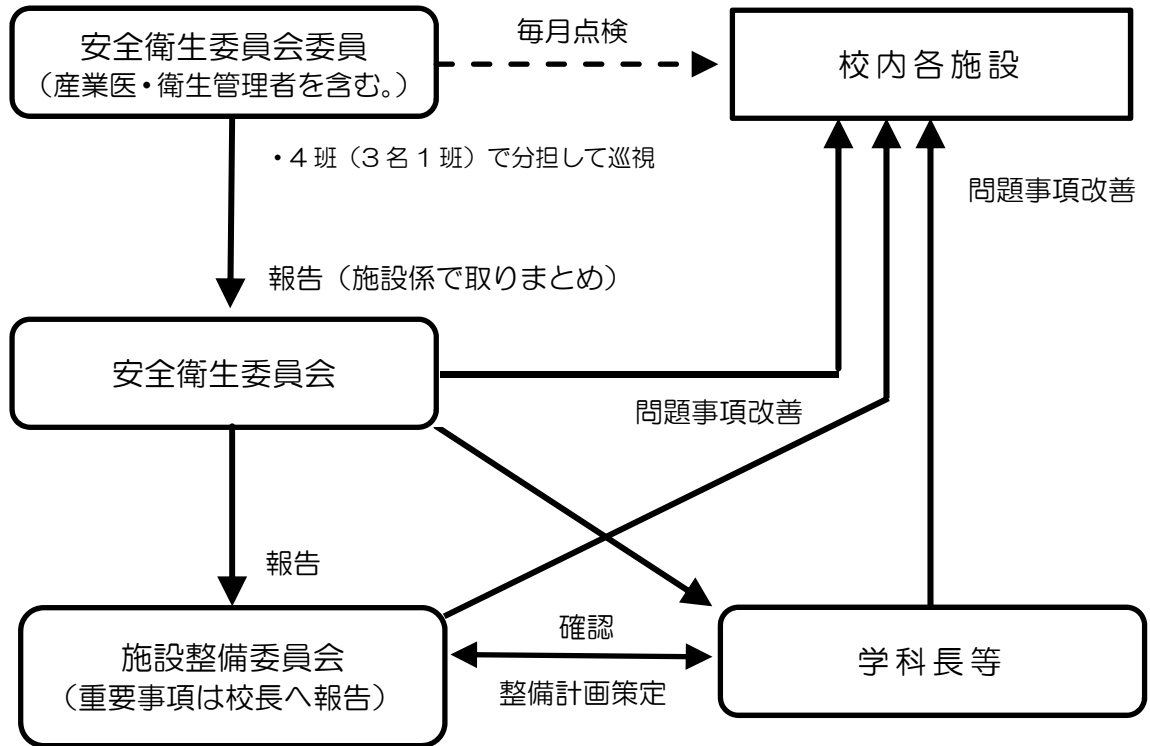 安全衛生委員会委員
（産業医・衛生管理者を含む。）
毎月点検
校内各施設
・４班（３名１班）で分担して巡視
問題事項改善
報告（施設係で取りまとめ）
安全衛生委員会
問題事項改善
報告
施設整備委員会
（重要事項は校長へ報告）
確認
整備計画策定
学科長等